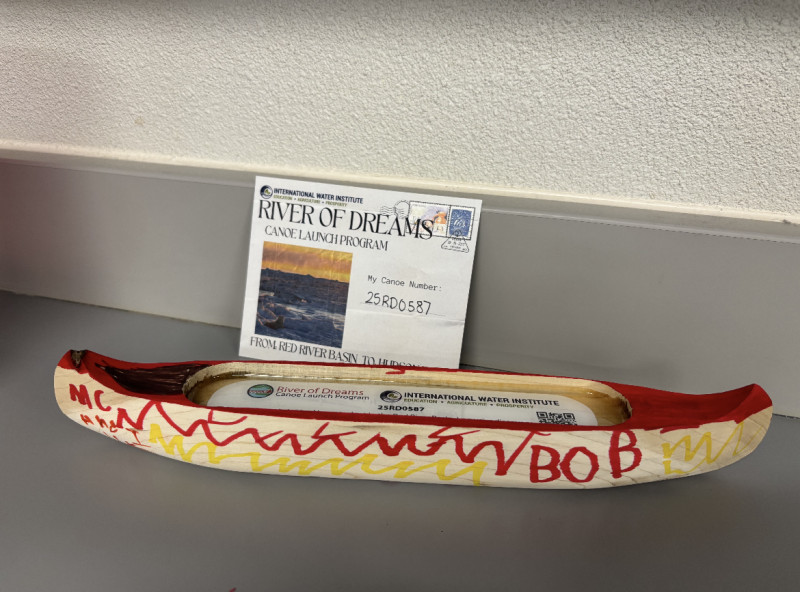 INTERNATIONAL WATER INSTITUTE
EDUCATION • AGRICULTURE • PROSPERITY
RIVER OF DREAMS
CANOE LAUNCH PROGRAM
My Canoe Number:
25RD0587
FROM RED RIVER BASIN TO HUDSON
River of Dreams
Canoe Launch Program
INTERNATIONAL WATER INSTITUTE
EDUCATION • AGRICULTURE • PROSPERITY
25RD0587
MC
BOB